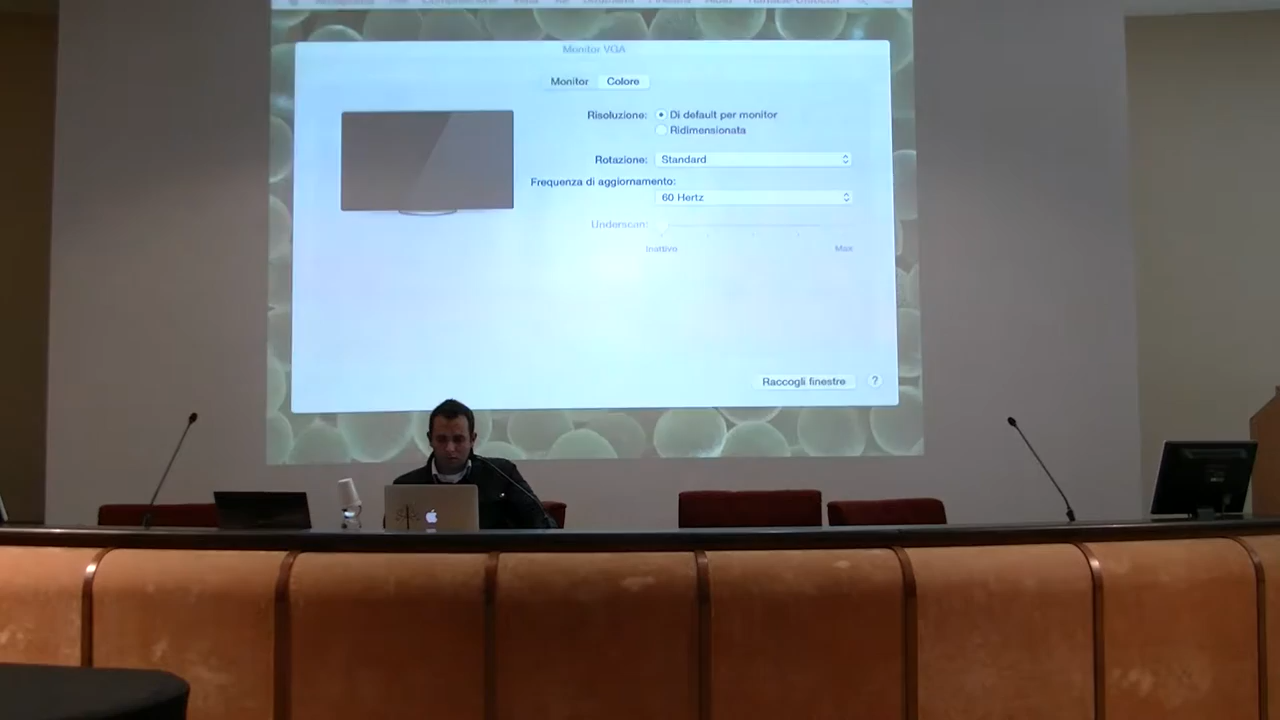 Monitor VGA
Monitor Colore
Risoluzione: Di default per monitor
Ridimensionata
Rotazione: Standard
Frequenza di aggiornamento:
60 Hertz
Underscan:
Inattivo Max
Raccogli finestre ?